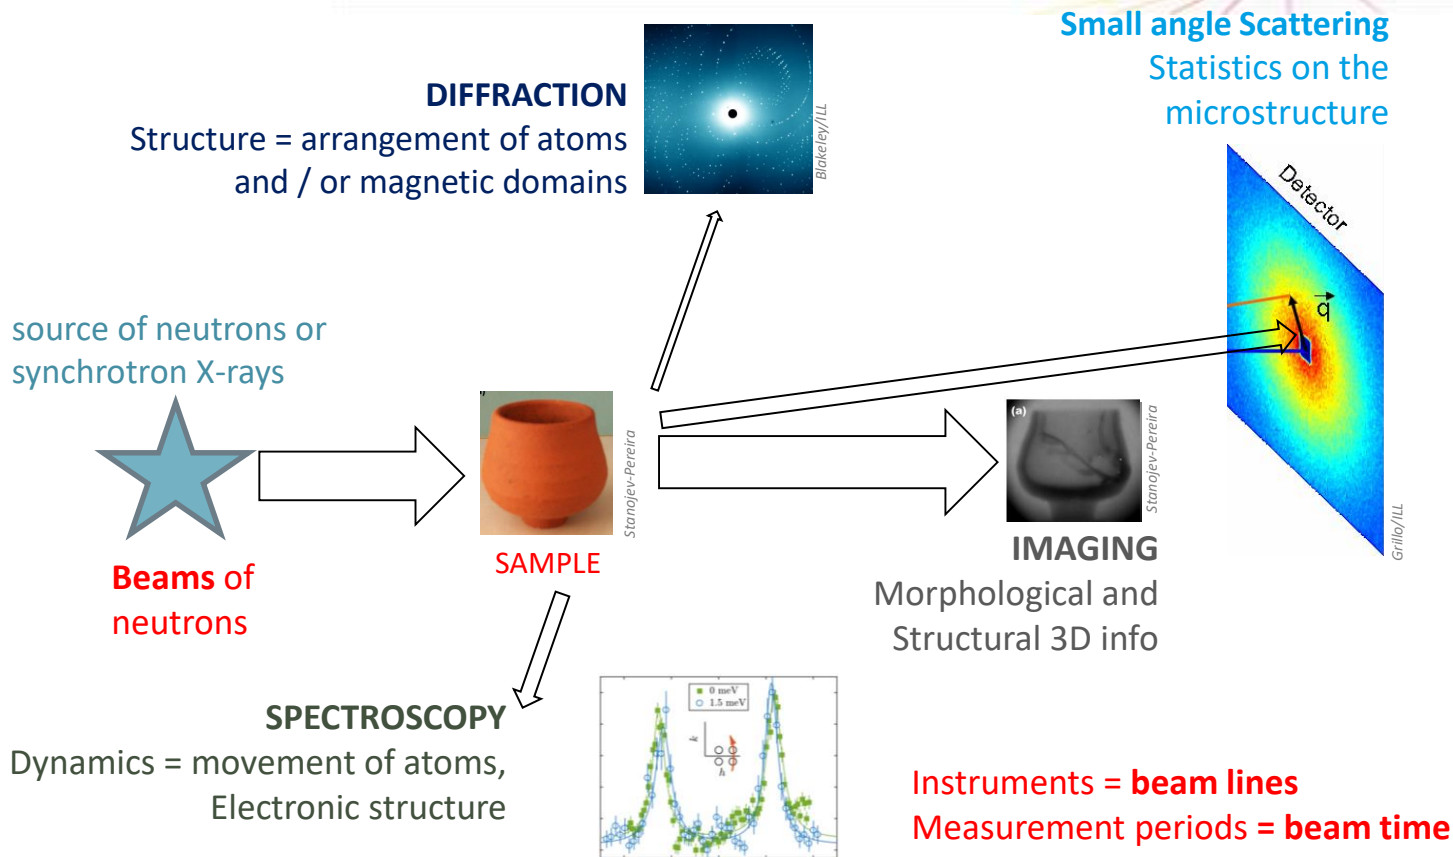 Small angle Scattering
Statistics on the
microstructure
DIFFRACTION
Structure = arrangement of atoms
and / or magnetic domains
Blakeley/ILL
Detector
q
source of neutrons or
synchrotron X-rays
Stanojev-Pereira
(a)
Stanojev-Pereira
Grillo/ILL
SAMPLE
Beams of
neutrons
IMAGING
Morphological and
Structural 3D info
SPECTROSCOPY
Dynamics = movement of atoms,
Electronic structure
0 meV
1.5 meV
k
h
Instruments = beam lines
Measurement periods = beam time